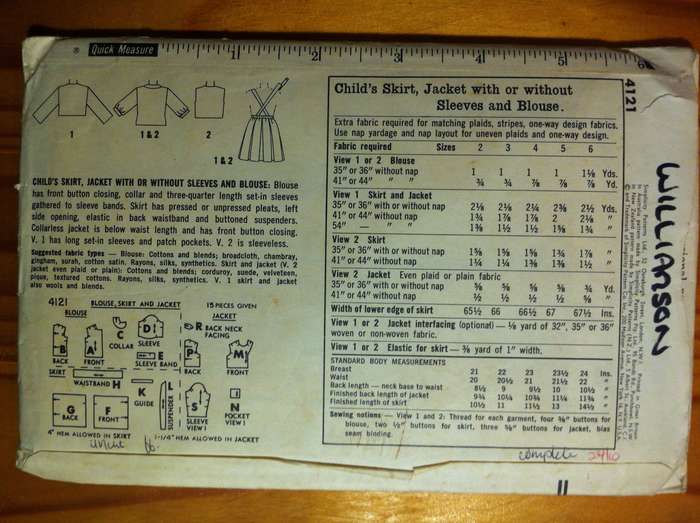 Quick Measure
1 2 3 4 5 6
1
1 & 2
2
1 & 2
CHILD'S SKIRT, JACKET WITH OR WITHOUT SLEEVES AND BLOUSE: Blouse
has front button closing, collar and three-quarter length set-in sleeves
gathered to sleeve bands. Skirt has pressed or unpressed pleats, left
side opening, elastic in back waistband and buttoned suspenders.
Collarless jacket is below waist length and has front button closing.
V. 1 has long set-in sleeves and patch pockets. V. 2 is sleeveless.
Suggested fabric types — Blouse: Cottons and blends; broadcloth, chambray,
gingham, surah, cotton satin. Rayons, silks, synthetics. Skirt and jacket (V. 2
jacket even plaid or plain): Cottons and blends; corduroy, suede, velveteen,
pique, textured cottons. Rayons, silks, synthetics. V. 1 skirt and jacket
also wools and blends.
4121 BLOUSE, SKIRT AND JACKET 15 PIECES GIVEN
BLOUSE
B BACK
A FRONT
C COLLAR
D SLEEVE
E SLEEVE BAND
JACKET
R BACK NECK FACING
P BACK
M FRONT
SKIRT
WAISTBAND H
G BACK
F FRONT
K GUIDE
L SUSPENDER
S SLEEVE VIEW 1
N POCKET VIEW 1
4" HEM ALLOWED IN SKIRT
1-1/4" HEM ALLOWED IN JACKET
Child's Skirt, Jacket with or without
Sleeves and Blouse.
Extra fabric required for matching plaids, stripes, one-way design fabrics.
Use nap yardage and nap layout for uneven plaids and one-way design.
Fabric required Sizes 2 3 4 5 6
View 1 or 2 Blouse
35" or 36" without nap 1 1 1 1 1⅛ Yds.
41" or 44" " " ¾ ¾ ⅞ ⅞ ⅞ Yd.
View 1 Skirt and Jacket
35" or 36" with or without nap 2⅛ 2⅛ 2¼ 2⅜ 2½ Yds.
41" or 44" without nap 1¾ 1⅞ 1⅞ 2 2⅛ "
54" — " " 1⅜ 1½ 1½ 1⅝ 1¾ "
View 2 Skirt
35" or 36" with or without nap 1⅝ 1⅝ 1⅝ 1¾ 1⅞ "
41" or 44" without nap 1¼ 1¼ 1⅜ 1⅜ 1½ "
View 2 Jacket Even plaid or plain fabric
35" or 36" with or without nap ⅝ ⅝ ⅝ ⅝ ¾ Yd.
41" or 44" without nap ½ ½ ½ ½ ⅝ "
Width of lower edge of skirt 65½ 66 66½ 67 67½ Ins.
View 1 or 2 Jacket interfacing (optional) — ⅛ yard of 32", 35" or 36"
woven or non-woven fabric.
View 1 or 2 Elastic for skirt — ⅜ yard of 1" width.
STANDARD BODY MEASUREMENTS
Breast 21 22 23 23½ 24 Ins.
Waist 20 20½ 21 21½ 22 "
Back length — neck base to waist 8½ 9 9½ 10 10½ "
Finished back length of jacket 9¾ 10¼ 10¾ 11¼ 11¾ "
Finished length of skirt 10½ 11 11½ 13 14½ "
Sewing notions — View 1 and 2: Thread for each garment, four ⅜" buttons for
blouse, two ½" buttons for skirt, three ⅝" buttons for jacket, bias
seam binding.
4121
WILLIAMSON
complete